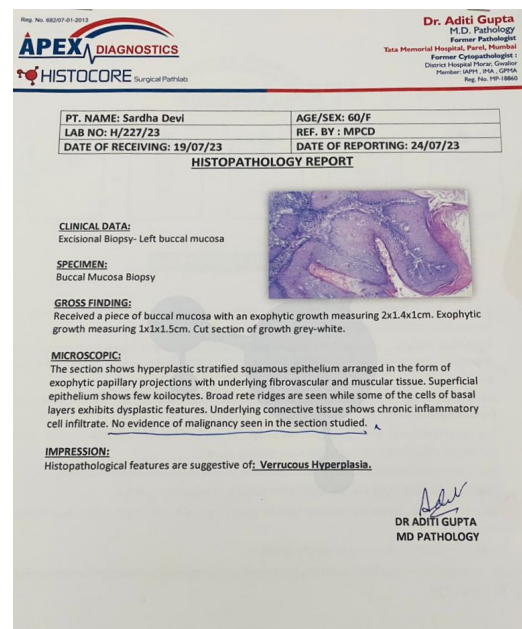 Reg. No. 682/07-01-2013
APEX DIAGNOSTICS
HISTOCORE Surgical Pathlab
Dr. Aditi Gupta
M.D. Pathology
Former Pathologist
Tata Memorial Hospital, Parel, Mumbai
Former Cytopathologist :
District Hospital Morar, Gwalior
Member: IAPM , IMA , GPMA
Reg. No. MP-18860
PT. NAME: Sardha Devi AGE/SEX: 60/F
LAB NO: H/227/23 REF. BY : MPCD
DATE OF RECEIVING: 19/07/23 DATE OF REPORTING: 24/07/23
HISTOPATHOLOGY REPORT
CLINICAL DATA:
Excisional Biopsy- Left buccal mucosa
SPECIMEN:
Buccal Mucosa Biopsy
GROSS FINDING:
Received a piece of buccal mucosa with an exophytic growth measuring 2x1.4x1cm. Exophytic
growth measuring 1x1x1.5cm. Cut section of growth grey-white.
MICROSCOPIC:
The section shows hyperplastic stratified squamous epithelium arranged in the form of
exophytic papillary projections with underlying fibrovascular and muscular tissue. Superficial
epithelium shows few koilocytes. Broad rete ridges are seen while some of the cells of basal
layers exhibits dysplastic features. Underlying connective tissue shows chronic inflammatory
cell infiltrate. No evidence of malignancy seen in the section studied.
IMPRESSION:
Histopathological features are suggestive of: Verrucous Hyperplasia.
DR ADITI GUPTA
MD PATHOLOGY